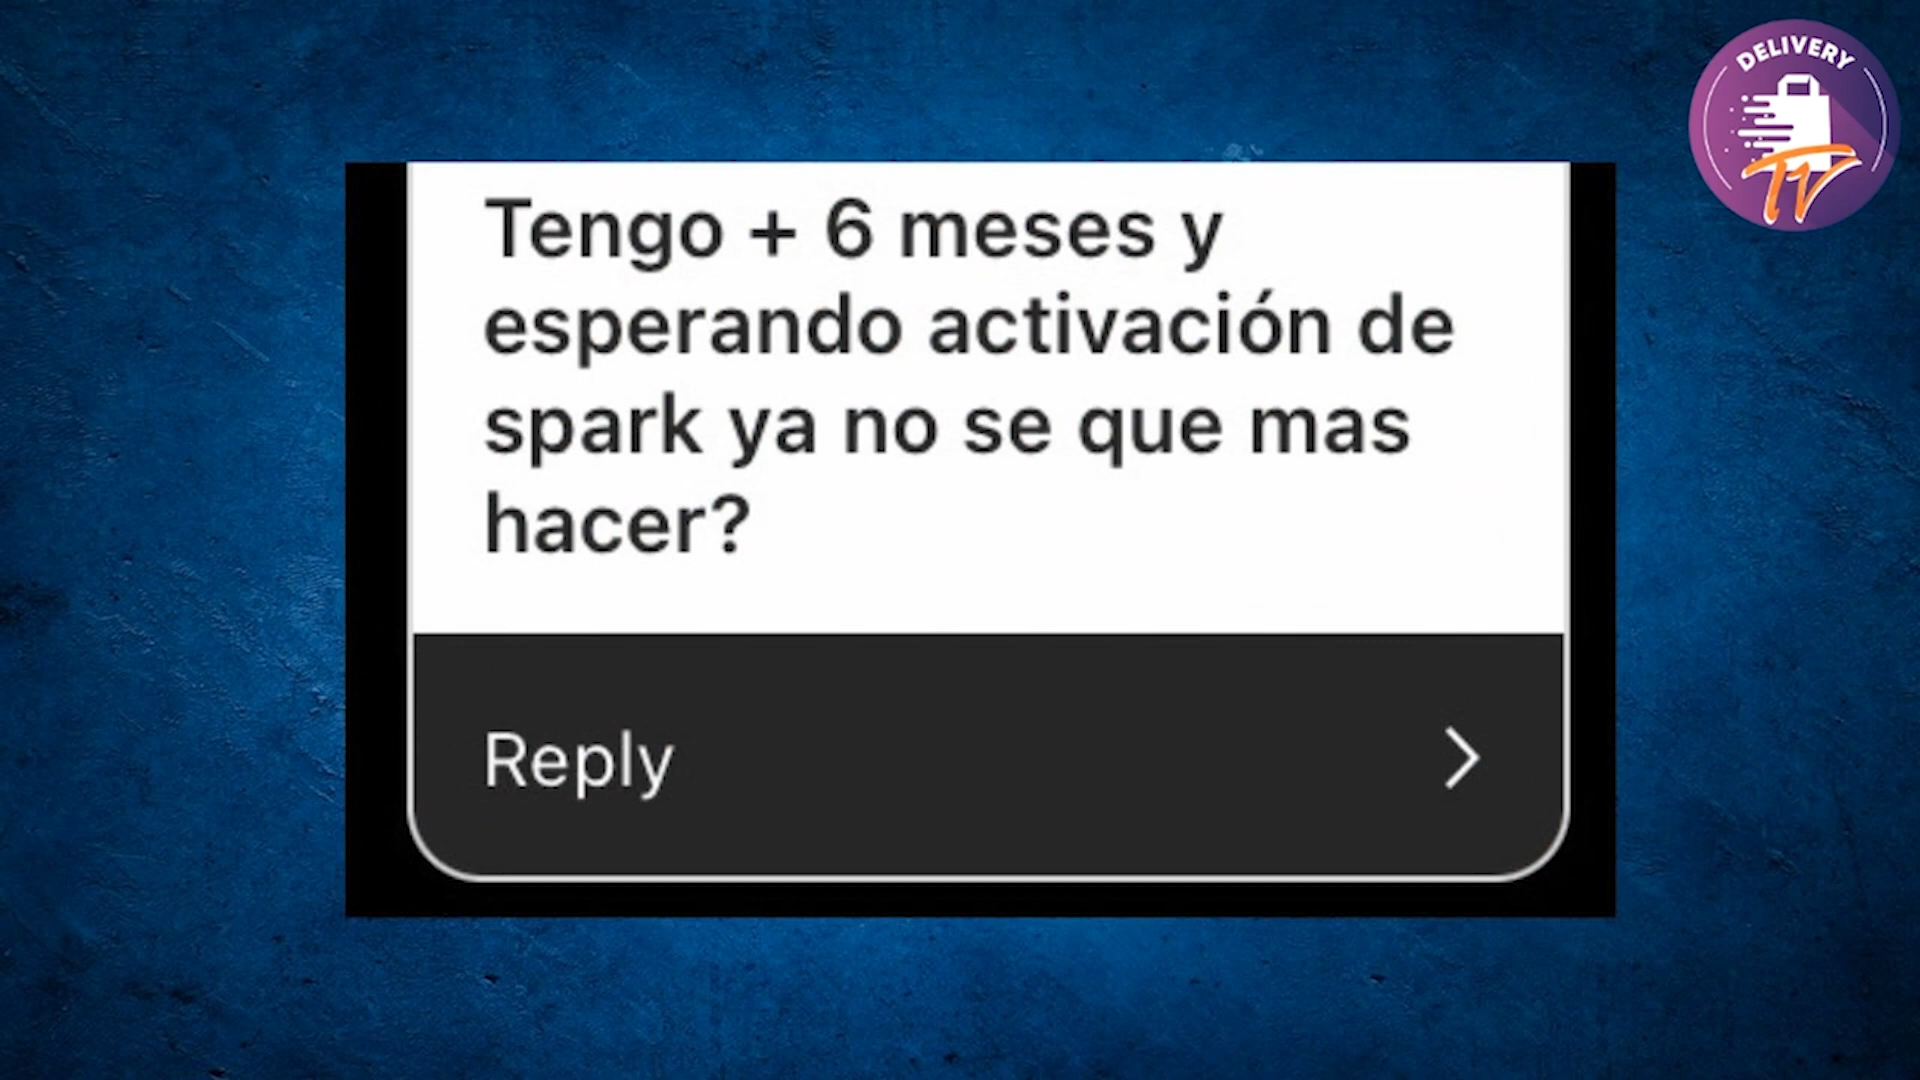 DELIVERY
TV
Tengo + 6 meses y
esperando activación de
spark ya no se que mas
hacer?
Reply